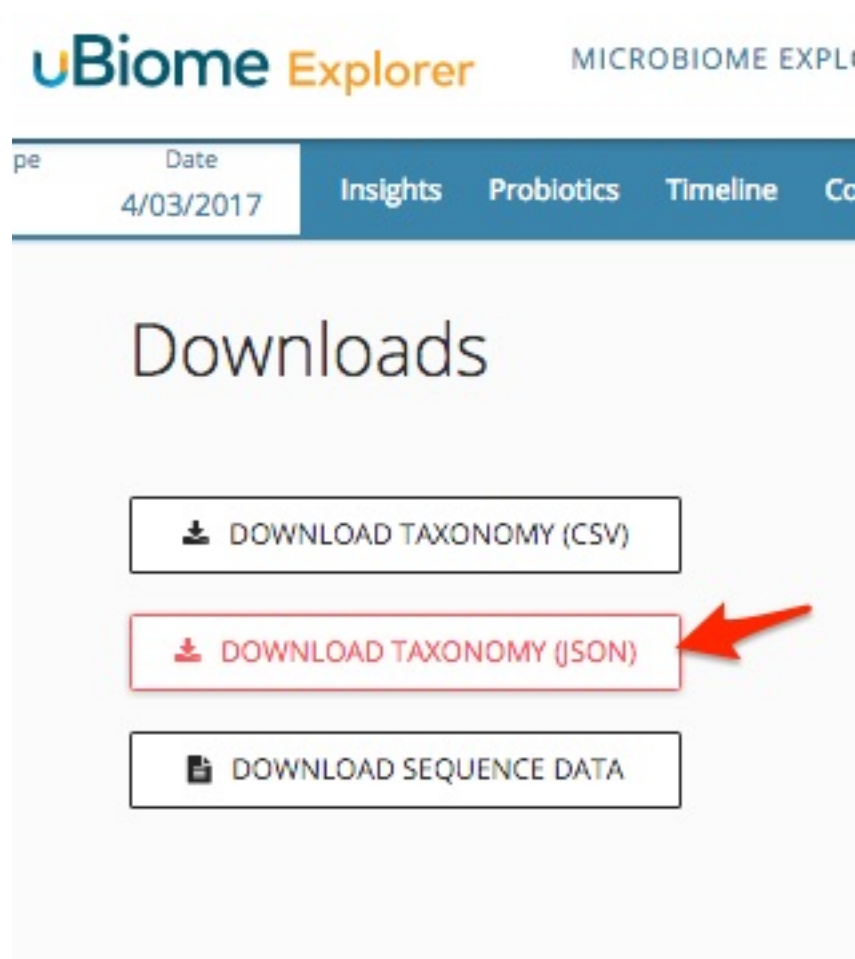 uBiome Explorer MICROBIOME EXPL
pe Date
4/03/2017 Insights Probiotics Timeline Co
Downloads
DOWNLOAD TAXONOMY (CSV)
DOWNLOAD TAXONOMY (JSON)
DOWNLOAD SEQUENCE DATA